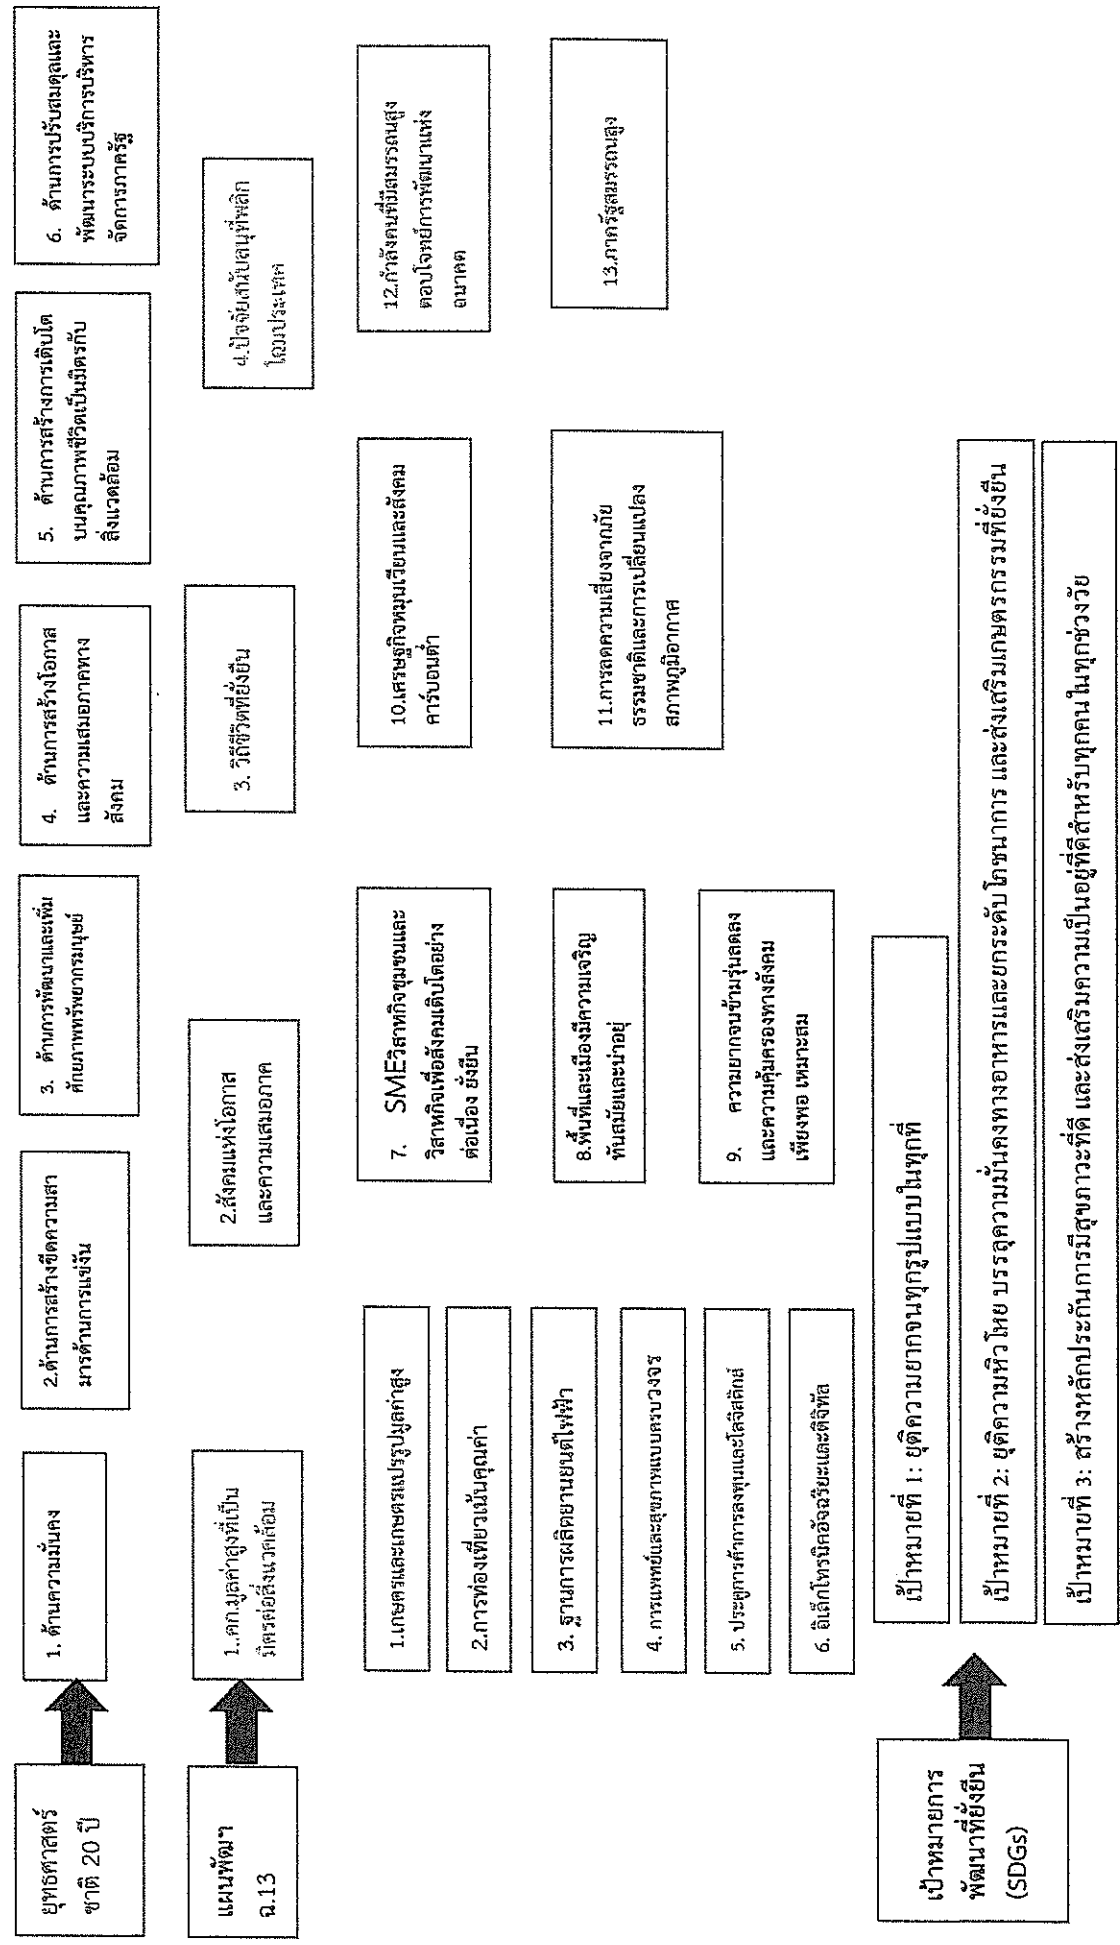 ยุทธศาสตร์
ชาติ 20 ปี
1. ด้านความมั่นคง
2.ด้านการสร้างขีดความสา
มารด้านการแข่งขัน
3. ด้านการพัฒนาและเพิ่ม
ศักยภาพทรัพยากรมนุษย์
4. ด้านการสร้างโอกาส
และความเสมอภาคทาง
สังคม
5. ด้านการสร้างการเติบโต
บนคุณภาพชีวิตเป็นมิตรกับ
สิ่งแวดล้อม
6. ด้านการปรับสมดุลและ
พัฒนาระบบบริการบริหาร
จัดการภาครัฐ
แผนพัฒฯ
ฉ.13
1..ศก.มูลค่าสูงที่เป็น
มิตรต่อสิ่งแวดล้อม
2.สังคมแห่งโอกาส
และความเสมอภาค
3. วิถีชีวิตที่ยั่งยืน
4.ปัจจัยสนับสนุที่พลิก
โฉมประเทศ
1.เกษตรและเกษตรแปรรูปมูลค่าสูง
2.การท่องเที่ยวเน้นคุณค่า
3. ฐานการผลิตยานยนต์ไฟฟ้า
4. การแพทย์และสุขภาพแบบครบวงจร
5. ประตูการค้าการลงทุนและโลจิสติกส์
6. อิเล็กโทรนิคอัจฉริยะและดิจิทัล
7. SMEวิสาหกิจชุมชนและ
วิสาหกิจเพื่อสังคมเติบโตอย่าง
ต่อเนื่อง ยั่งยืน
8.พื้นที่และเมืองมีความเจริญ
ทันสมัยและน่าอยู่
9. ความยากจนข้ามรุ่นลดลง
และความคุ้มครองทางสังคม
เพียงพอ เหมาะสม
10.เศรษฐกิจหมุนเวียนและสังคม
คาร์บอนต่ำ
11.การลดความเสี่ยงจากภัย
ธรรมชาติและการเปลี่ยนแปลง
สภาพภูมิอากาศ
12.กำลังคนที่มีสมรรถนสูง
ตอบโจทย์การพัฒนาแห่ง
อนาคต
13.ภาครัฐสมรรถนสูง
เป้าหมายการ
พัฒนาที่ยั่งยืน
(SDGs)
เป้าหมายที่ 1: ยุติความยากจนทุกรูปแบบในทุกที่
เป้าหมายที่ 2: ยุติความหิวโหย บรรลุความมั่นคงทางอาหารและยกระดับโภชนาการ และส่งเสริมเกษตรกรรมที่ยั่งยืน
เป้าหมายที่ 3: สร้างหลักประกันการมีสุขภาวะที่ดี และส่งเสริมความเป็นอยู่ที่ดีสำหรับทุกคนในทุกช่วงวัย